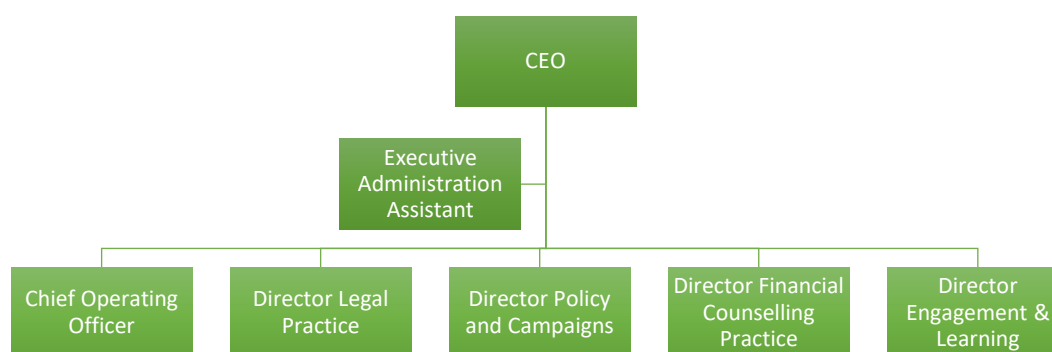 CEO
Executive
Administration
Assistant
Chief Operating
Officer
Director Legal
Practice
Director Policy
and Campaigns
Director Financial
Counselling
Practice
Director
Engagement &
Learning